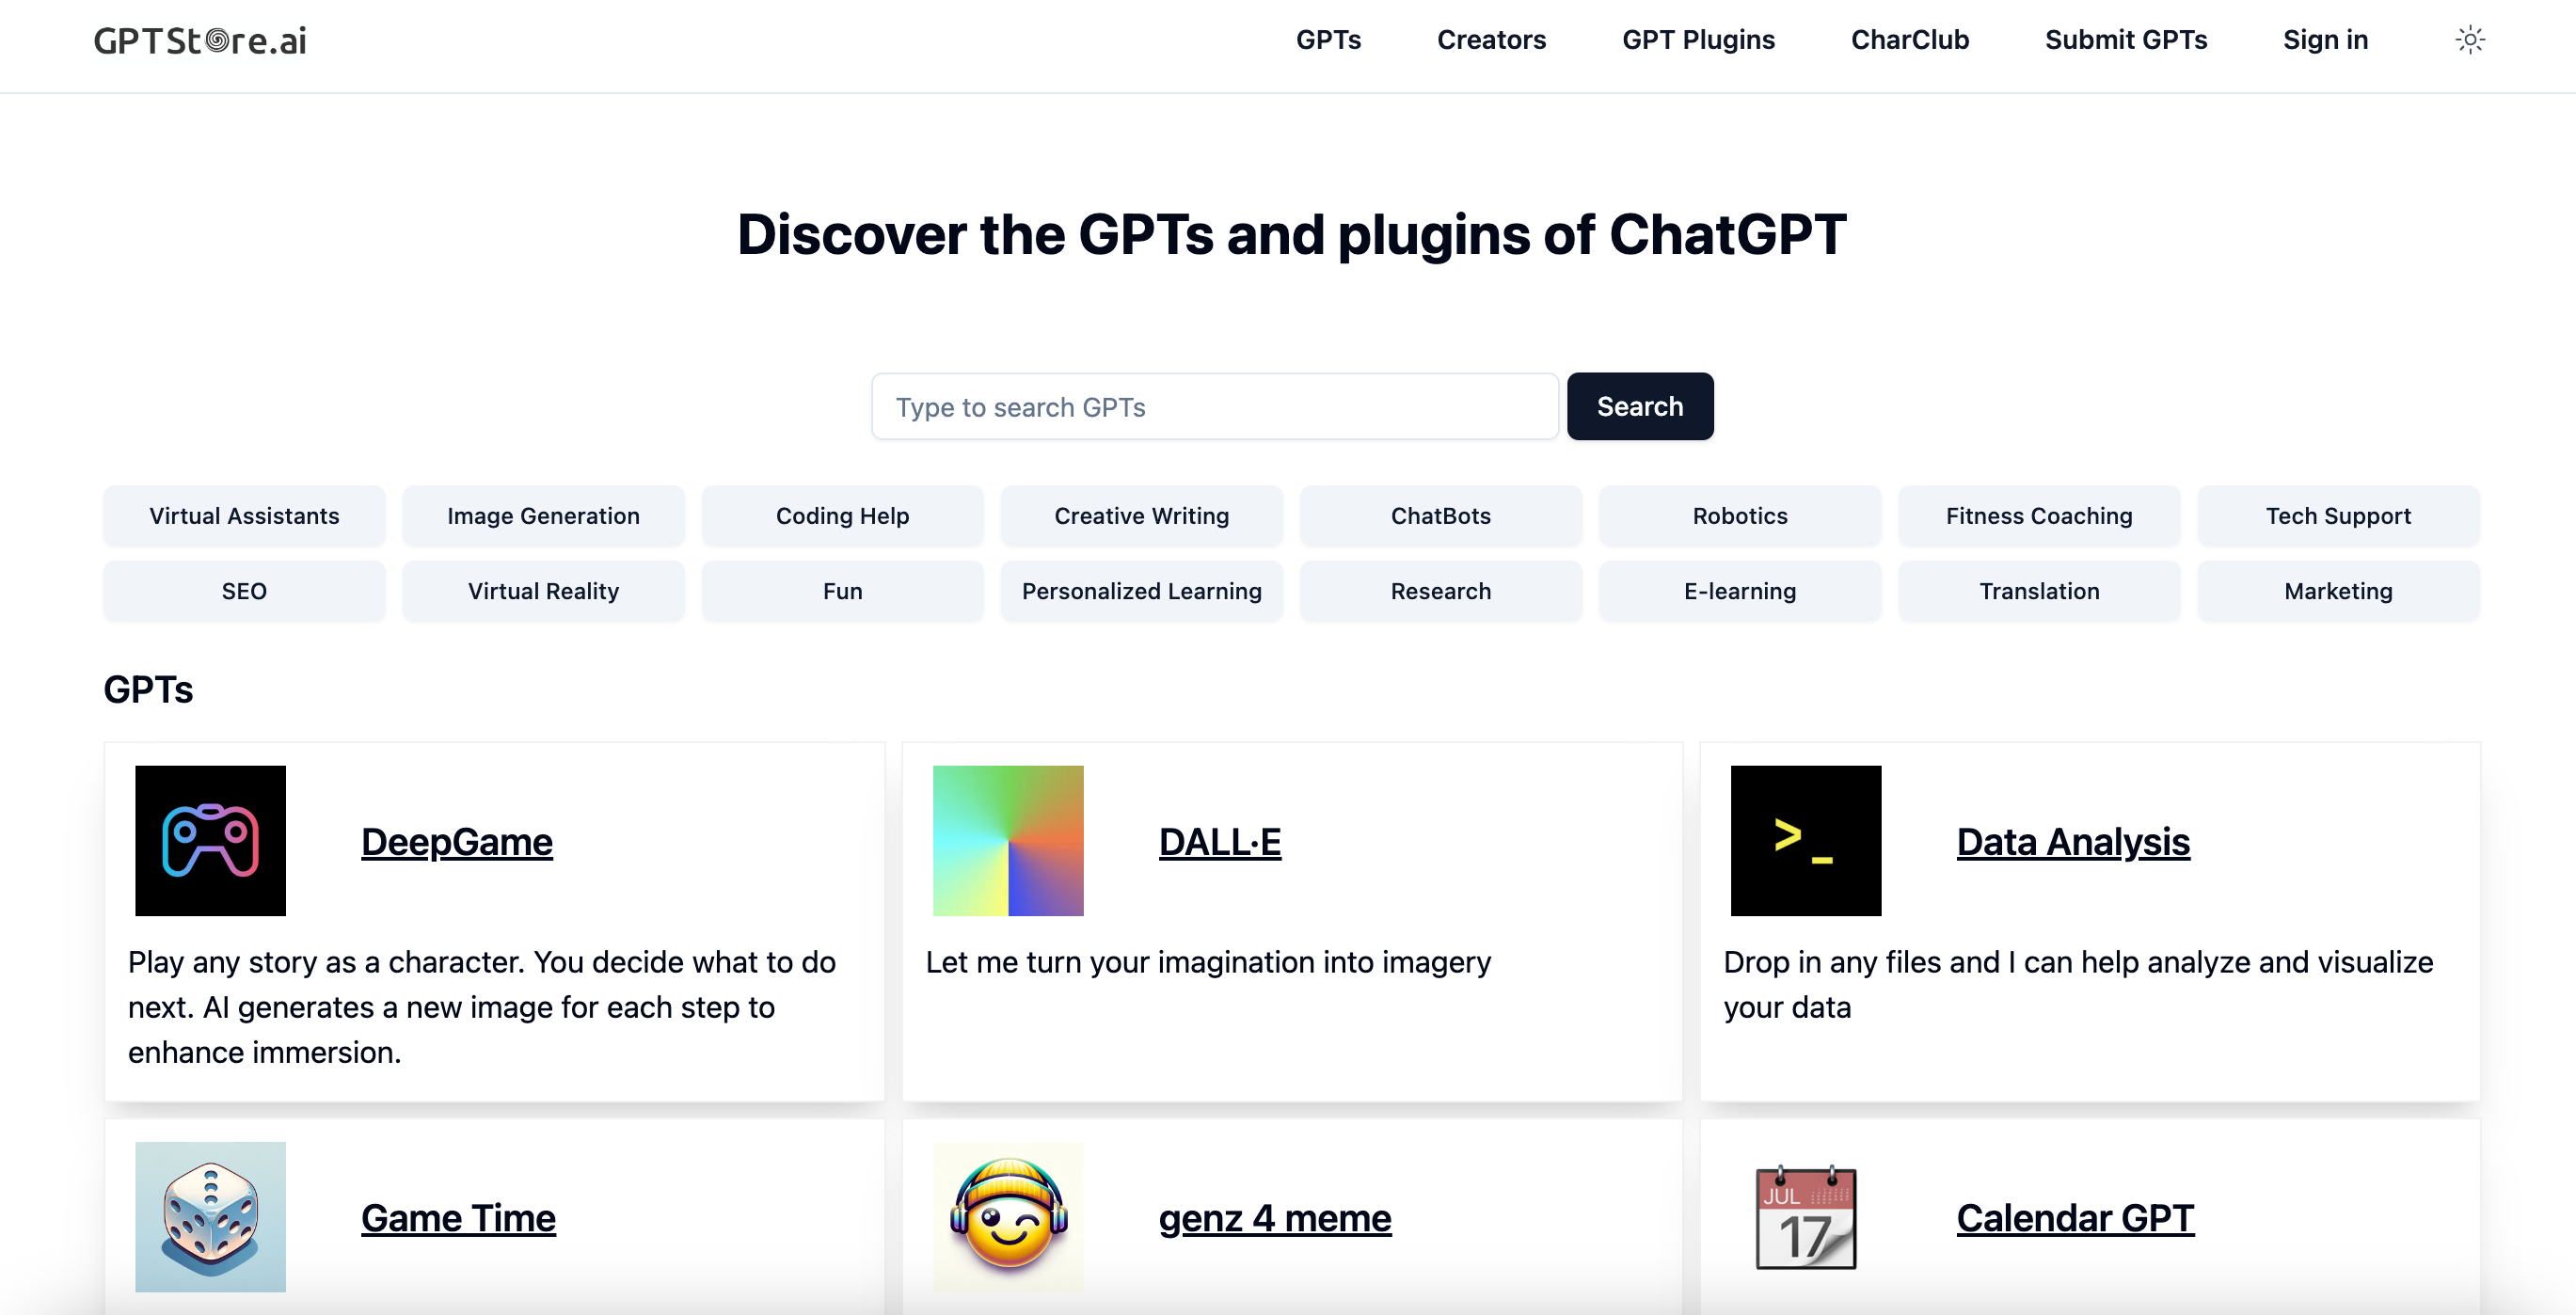 GPTStore.ai
GPTs
Creators
GPT Plugins
CharClub
Submit GPTs
Sign in
Discover the GPTs and plugins of ChatGPT
Type to search GPTs
Search
Virtual Assistants
Image Generation
Coding Help
Creative Writing
ChatBots
Robotics
Fitness Coaching
Tech Support
SEO
Virtual Reality
Fun
Personalized Learning
Research
E-learning
Translation
Marketing
GPTs
DeepGame
Play any story as a character. You decide what to do
next. AI generates a new image for each step to
enhance immersion.
DALL·E
Let me turn your imagination into imagery
>_
Data Analysis
Drop in any files and I can help analyze and visualize
your data
Game Time
genz 4 meme
JUL
17
Calendar GPT